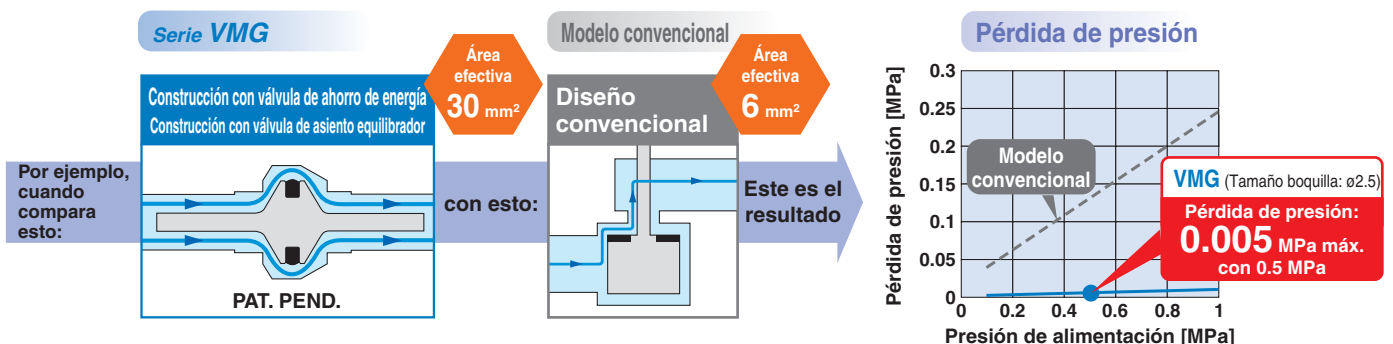 Por ejemplo,
cuando
compara
esto:
Serie VMG
Área
efectiva
30 mm²
Construcción con válvula de ahorro de energía
Construcción con válvula de asiento equilibrador
PAT. PEND.
con esto:
Modelo convencional
Área
efectiva
6 mm²
Diseño
convencional
Este es el
resultado
Pérdida de presión
Pérdida de presión [MPa]
0.3
0.25
0.2
0.15
0.1
0.05
0
Modelo
convencional
VMG (Tamaño boquilla: ø2.5)
Pérdida de presión:
0.005 MPa máx.
con 0.5 MPa
0 0.2 0.4 0.6 0.8 1
Presión de alimentación [MPa]